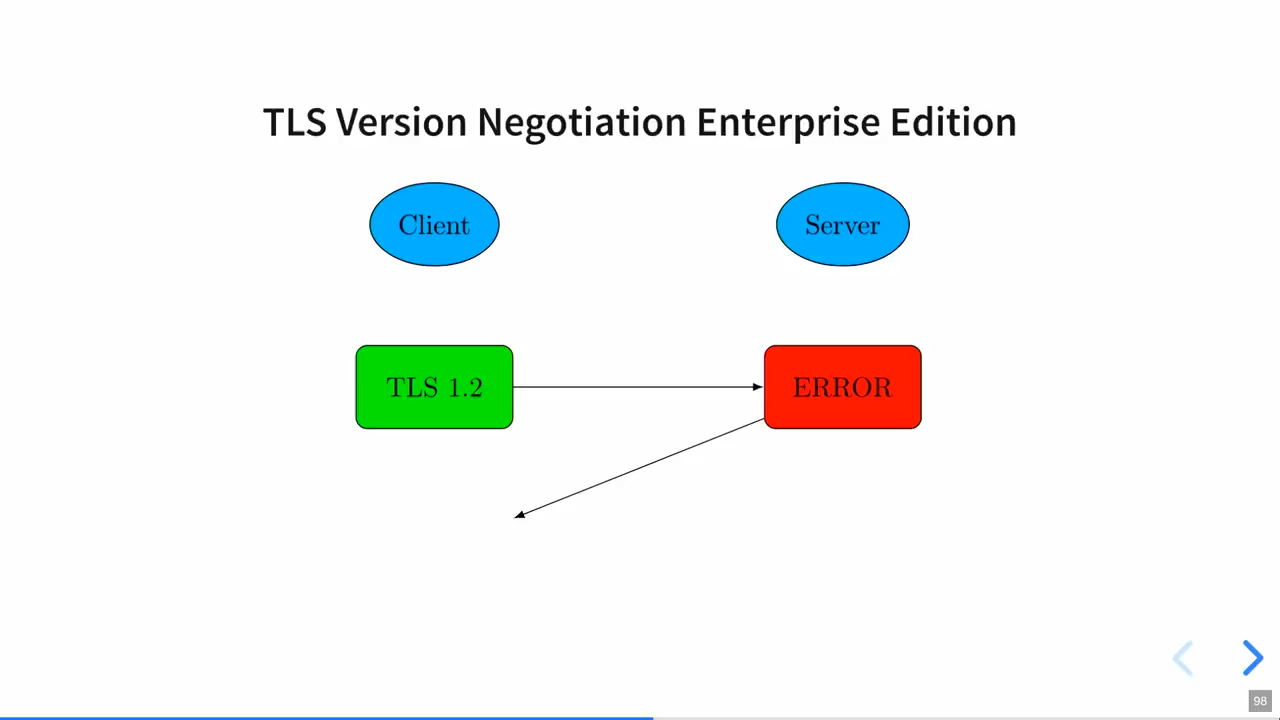 TLS Version Negotiation Enterprise Edition
Client
Server
TLS 1.2
ERROR
98